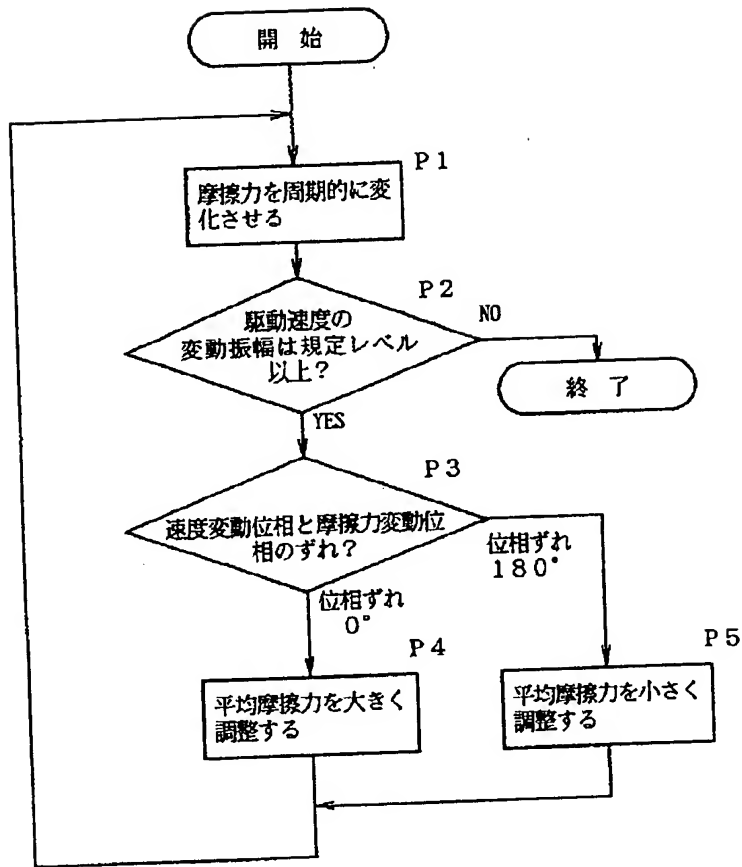 開 始
P1
摩擦力を周期的に変
化させる
P2
駆動速度の
変動振幅は規定レベル
以上?
NO
終 了
YES
P3
速度変動位相と摩擦力変動位
相のずれ?
位相ずれ
180°
位相ずれ
0°
P4
平均摩擦力を大きく
調整する
P5
平均摩擦力を小さく
調整する